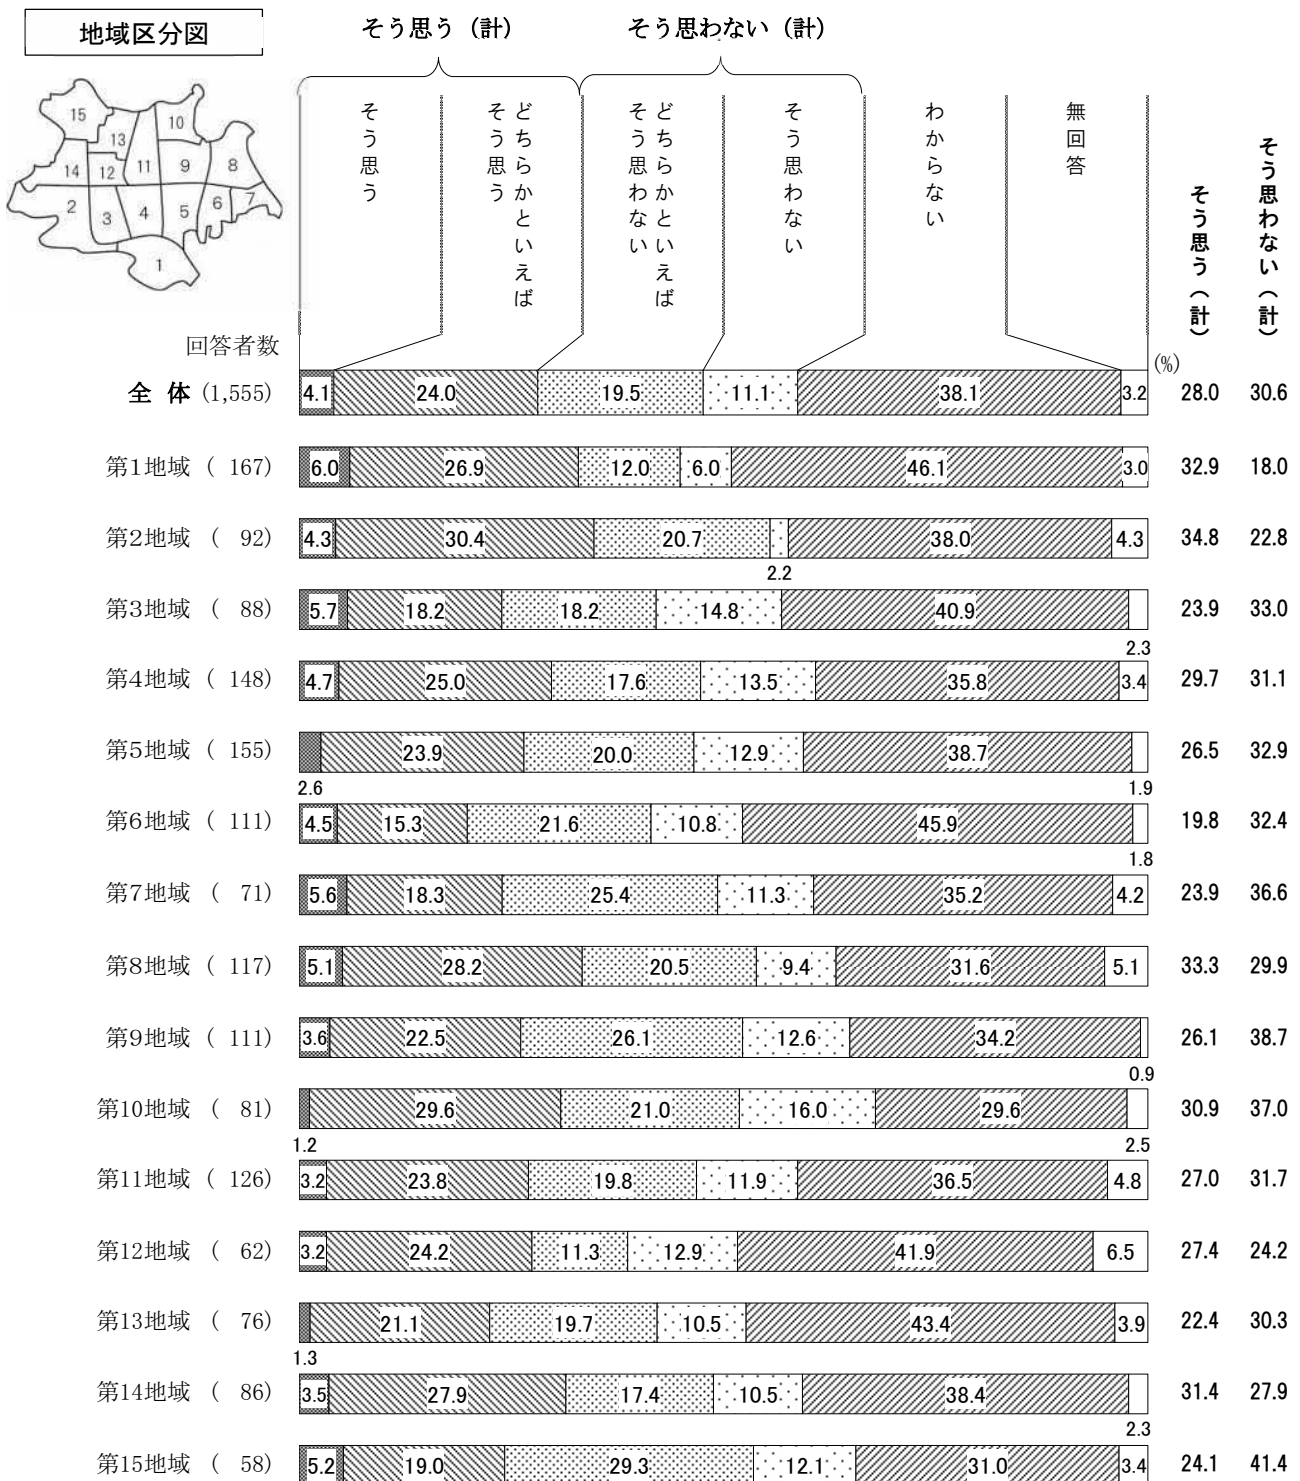 地域区分図
15
10
13
11
9
8
14
12
2
3
4
5
6
7
1
そう思う（計）
そう思わない（計）
そう思う
どちらかといえば
そう思う
どちらかといえば
そう思わない
そう思わない
わからない
無回答
そう思う（計）
そう思わない（計）
回答者数
(%)
全 体 (1,555) 4.1 24.0 19.5 11.1 38.1 3.2 28.0 30.6
第1地域 ( 167) 6.0 26.9 12.0 6.0 46.1 3.0 32.9 18.0
第2地域 ( 92) 4.3 30.4 20.7 38.0 4.3 34.8 22.8
2.2
第3地域 ( 88) 5.7 18.2 18.2 14.8 40.9 23.9 33.0
2.3
第4地域 ( 148) 4.7 25.0 17.6 13.5 35.8 3.4 29.7 31.1
第5地域 ( 155) 23.9 20.0 12.9 38.7 26.5 32.9
2.6 1.9
第6地域 ( 111) 4.5 15.3 21.6 10.8 45.9 19.8 32.4
1.8
第7地域 ( 71) 5.6 18.3 25.4 11.3 35.2 4.2 23.9 36.6
第8地域 ( 117) 5.1 28.2 20.5 9.4 31.6 5.1 33.3 29.9
第9地域 ( 111) 3.6 22.5 26.1 12.6 34.2 26.1 38.7
0.9
第10地域 ( 81) 29.6 21.0 16.0 29.6 30.9 37.0
1.2 2.5
第11地域 ( 126) 3.2 23.8 19.8 11.9 36.5 4.8 27.0 31.7
第12地域 ( 62) 3.2 24.2 11.3 12.9 41.9 6.5 27.4 24.2
第13地域 ( 76) 21.1 19.7 10.5 43.4 3.9 22.4 30.3
1.3
第14地域 ( 86) 3.5 27.9 17.4 10.5 38.4 31.4 27.9
2.3
第15地域 ( 58) 5.2 19.0 29.3 12.1 31.0 3.4 24.1 41.4